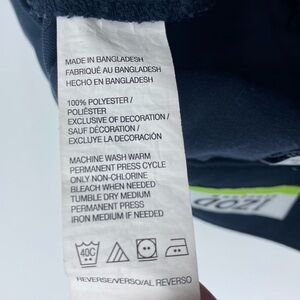 MADE IN BANGLADESH
FABRIQUÉ AU BANGLADESH
HECHO EN BANGLADESH
100% POLYESTER /
POLIÉSTER
EXCLUSIVE OF DECORATION /
SAUF DÉCORATION /
EXCLUYE LA DECORACIÓN
MACHINE WASH WARM
PERMANENT PRESS CYCLE
ONLY NON-CHLORINE
BLEACH WHEN NEEDED
TUMBLE DRY MEDIUM
PERMANENT PRESS
IRON MEDIUM IF NEEDED
40C
REVERSE/VERSO/AL REVERSO
IZOD